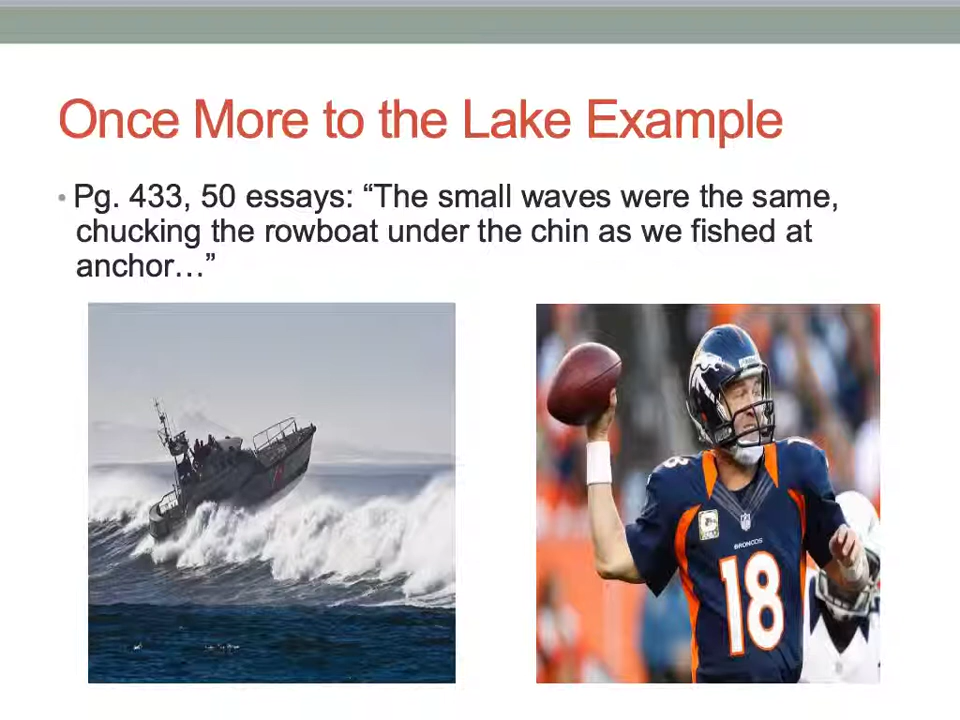 Once More to the Lake Example
• Pg. 433, 50 essays: “The small waves were the same,
chucking the rowboat under the chin as we fished at
anchor…”
BRONCOS
18